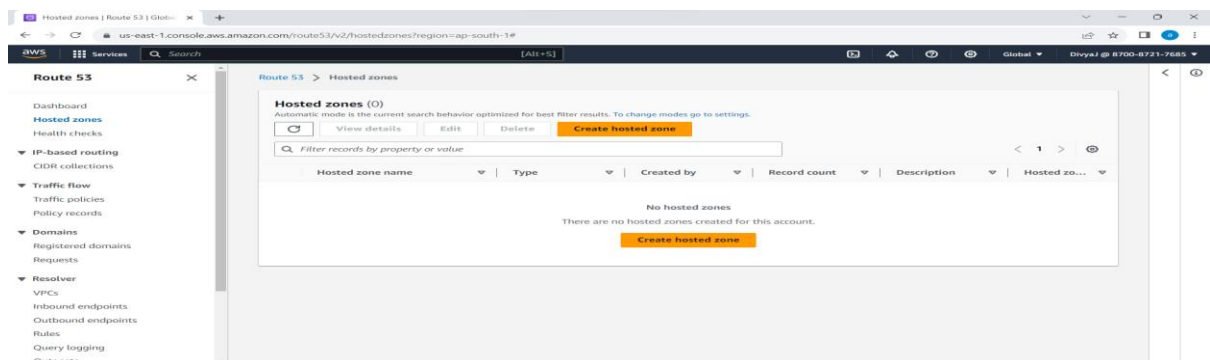 Hosted zones | Route 53 | Glob
us-east-1.console.aws.amazon.com/route53/v2/hostedzones?region=ap-south-1#
aws Services Search [Alt+S] Global DivyaJ @ 8700-8721-7685
Route 53
Dashboard
Hosted zones
Health checks
IP-based routing
CIDR collections
Traffic flow
Traffic policies
Policy records
Domains
Registered domains
Requests
Resolver
VPCs
Inbound endpoints
Outbound endpoints
Rules
Query logging
Route 53 > Hosted zones
Hosted zones (0)
Automatic mode is the current search behavior optimized for best filter results. To change modes go to settings.
View details Edit Delete Create hosted zone
Filter records by property or value
1
Hosted zone name Type Created by Record count Description Hosted zo...
No hosted zones
There are no hosted zones created for this account.
Create hosted zone